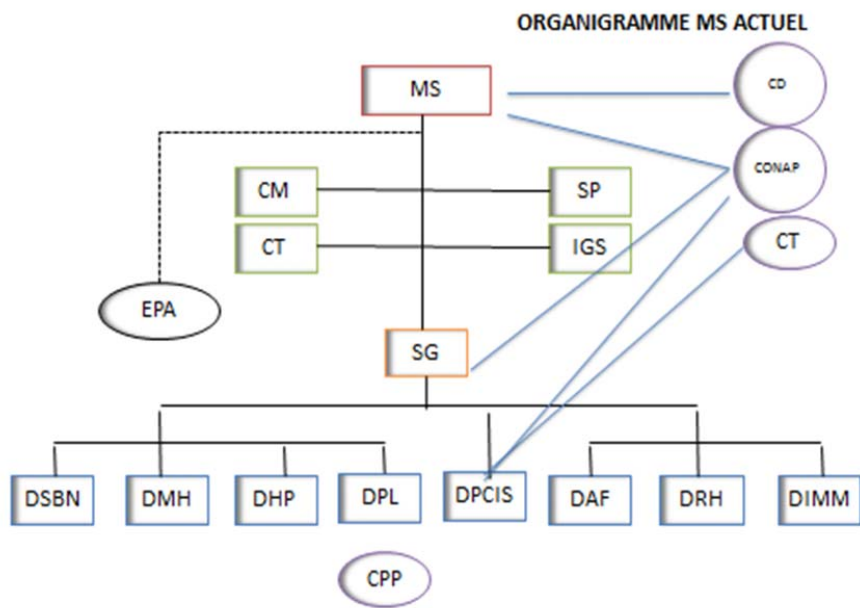 ORGANIGRAMME MS ACTUEL
MS
CD
CONAP
CM
SP
CT
IGS
CT
EPA
SG
DSBN
DMH
DHP
DPL
DPCIS
DAF
DRH
DIMM
CPP